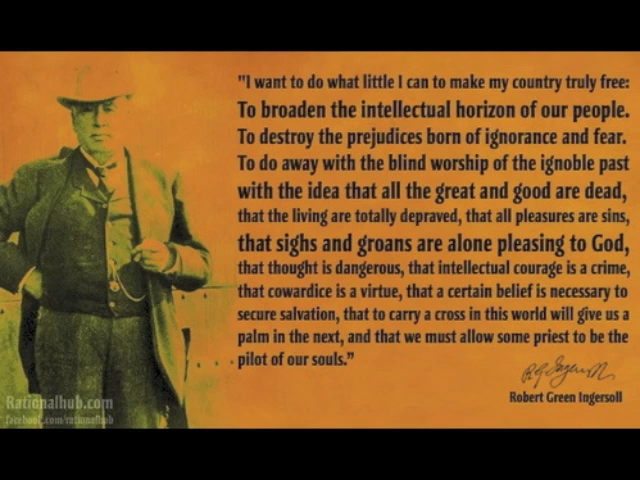 "I want to do what little I can to make my country truly free:
To broaden the intellectual horizon of our people.
To destroy the prejudices born of ignorance and fear.
To do away with the blind worship of the ignoble past
with the idea that all the great and good are dead,
that the living are totally depraved, that all pleasures are sins,
that sighs and groans are alone pleasing to God,
that thought is dangerous, that intellectual courage is a crime,
that cowardice is a virtue, that a certain belief is necessary to
secure salvation, that to carry a cross in this world will give us a
palm in the next, and that we must allow some priest to be the
pilot of our souls."
R G Ingersoll
Robert Green Ingersoll
Rationalhub.com
facebook.com/rationalhub